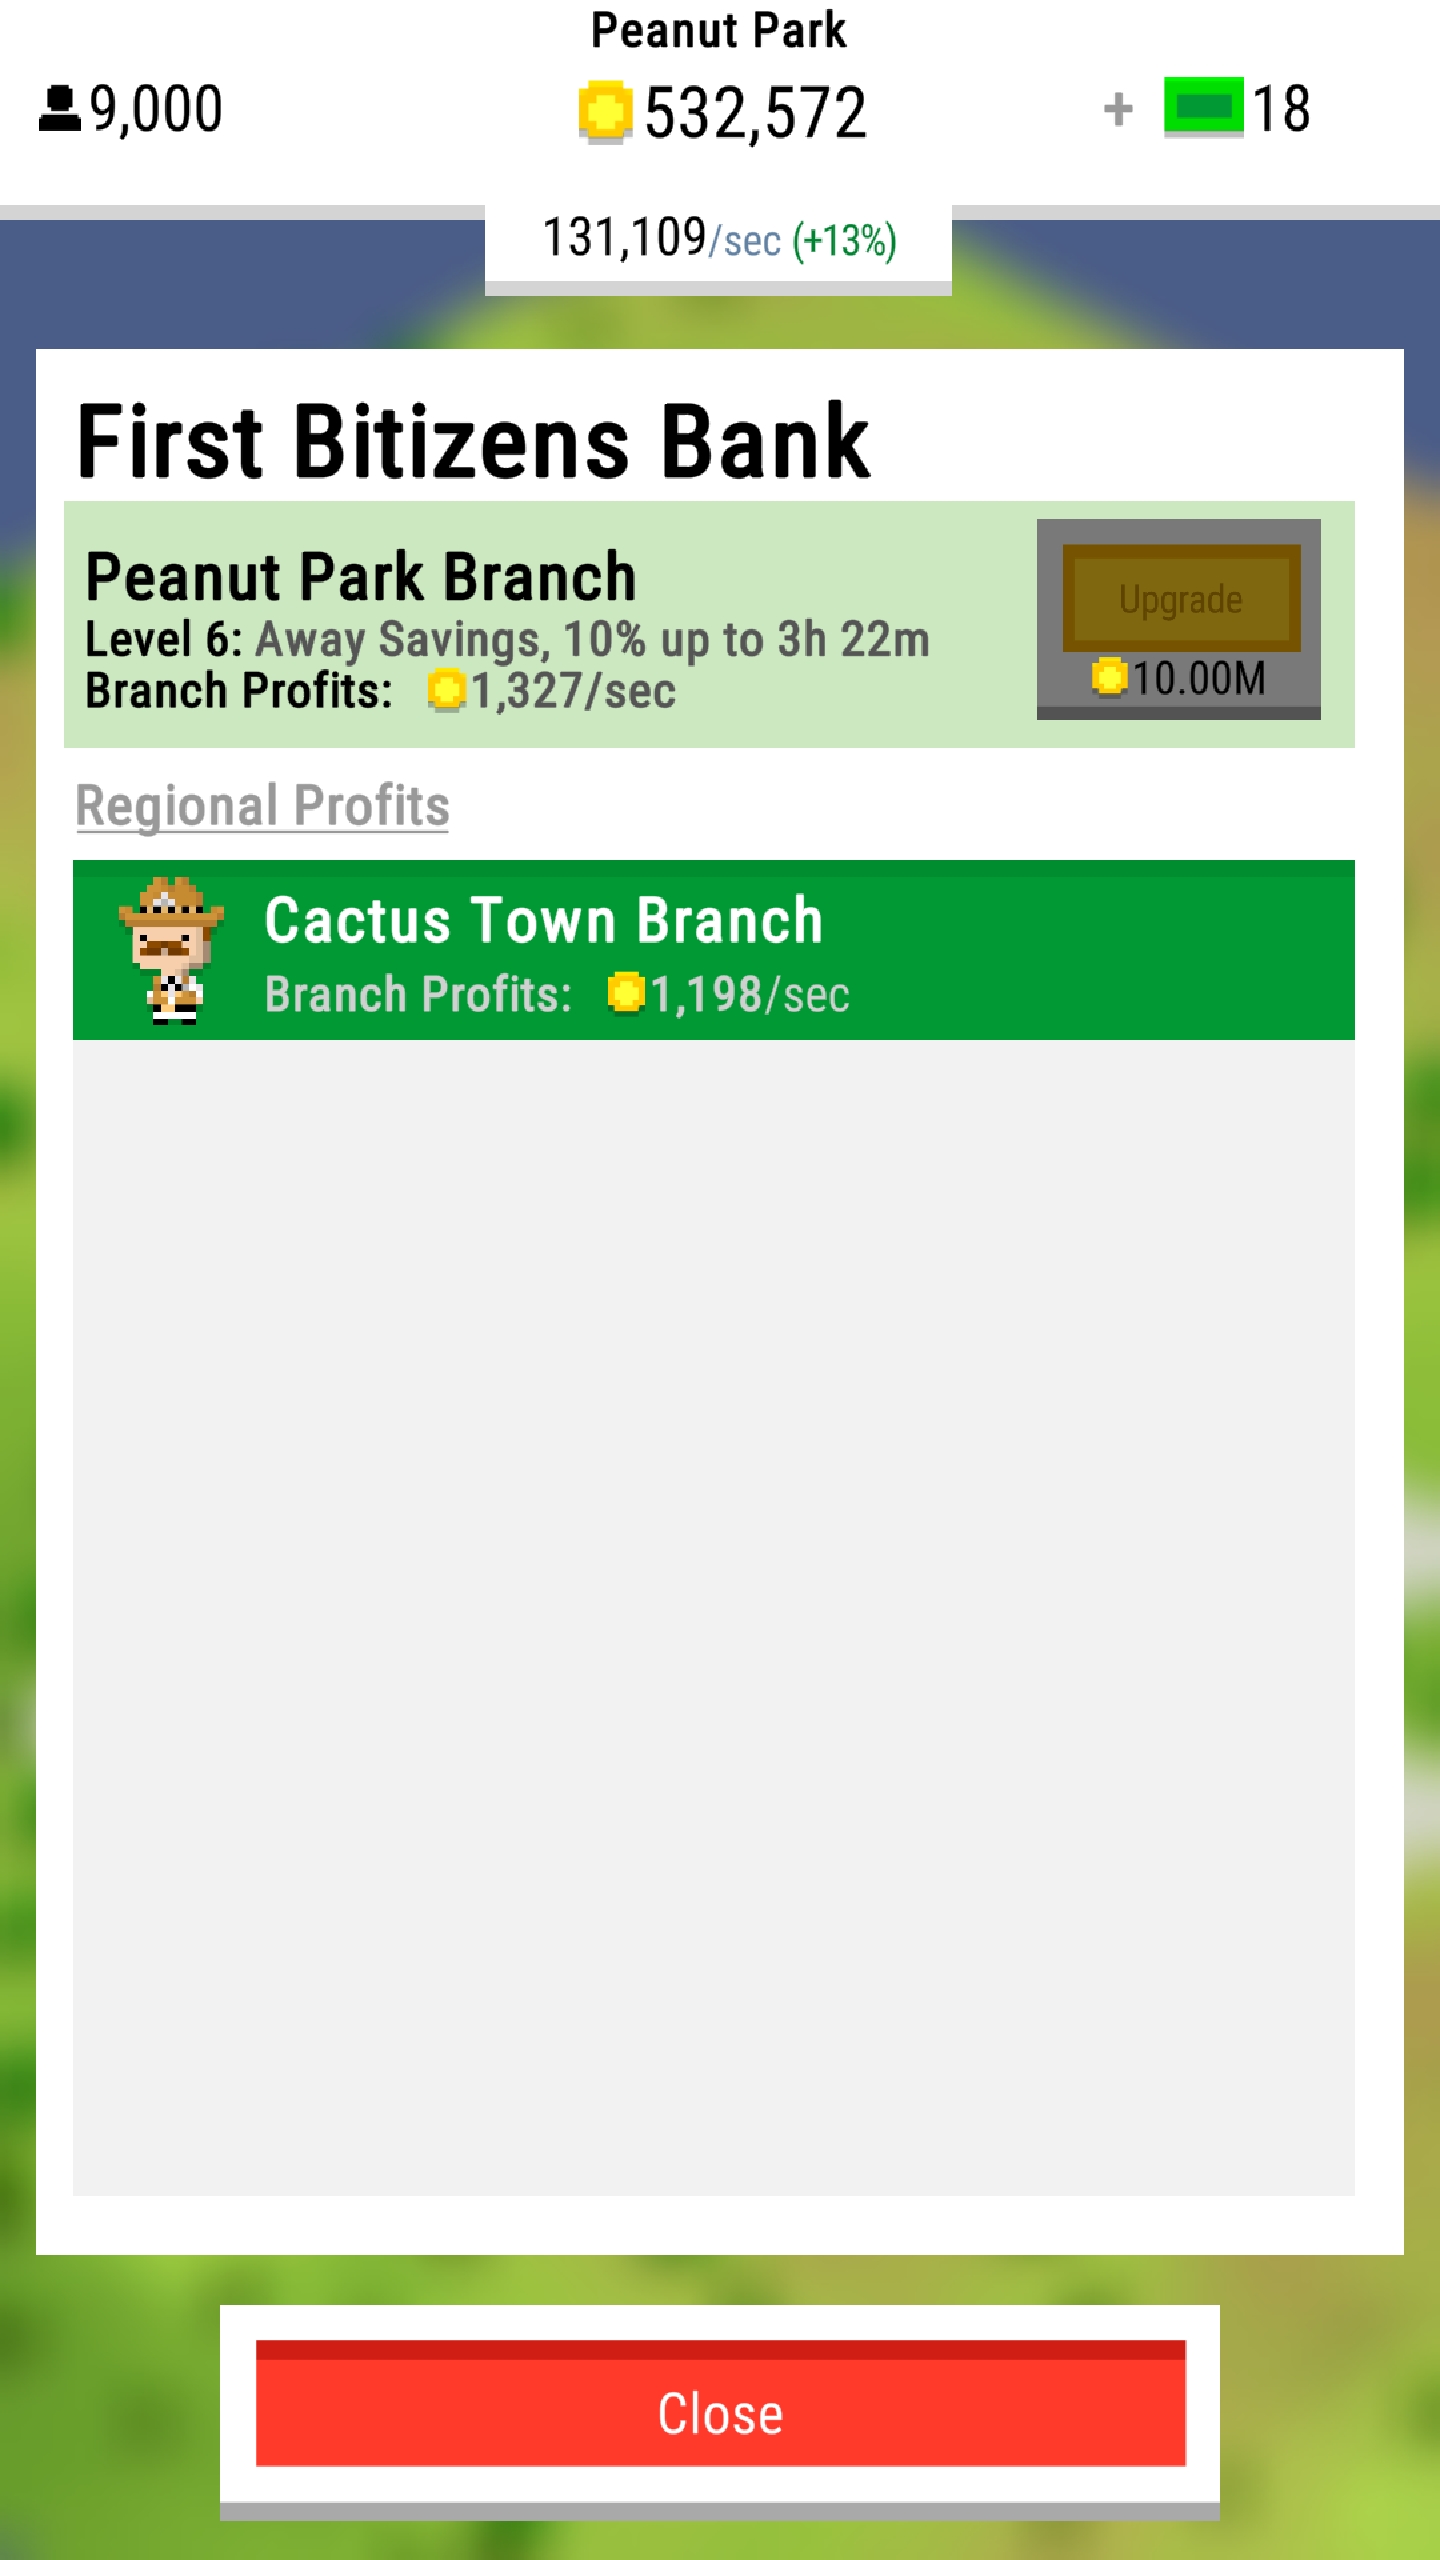 Peanut Park
9,000
532,572
+ 18
131,109/sec (+13%)
First Bitizens Bank
Peanut Park Branch
Level 6: Away Savings, 10% up to 3h 22m
Branch Profits: 1,327/sec
Upgrade
10.00M
Regional Profits
Cactus Town Branch
Branch Profits: 1,198/sec
Close